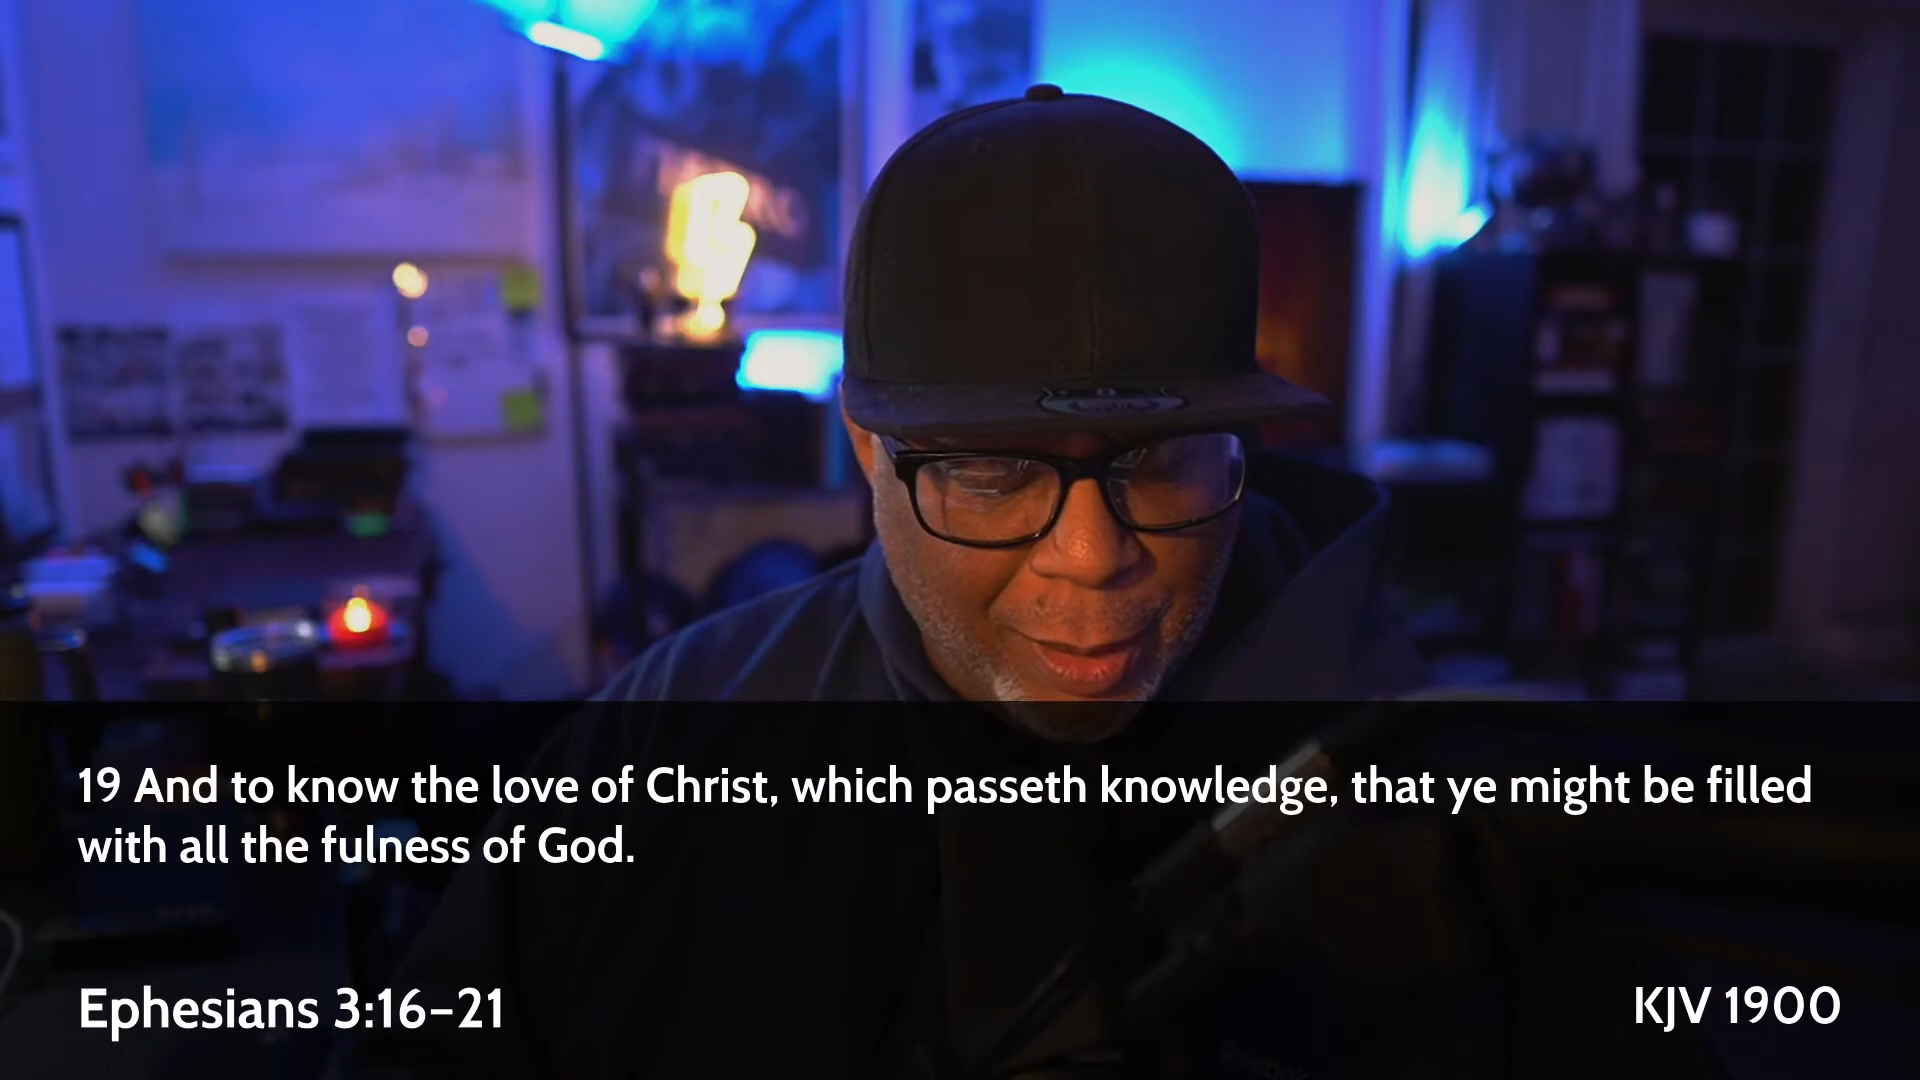 19 And to know the love of Christ, which passeth knowledge, that ye might be filled
with all the fulness of God.
Ephesians 3:16–21
KJV 1900